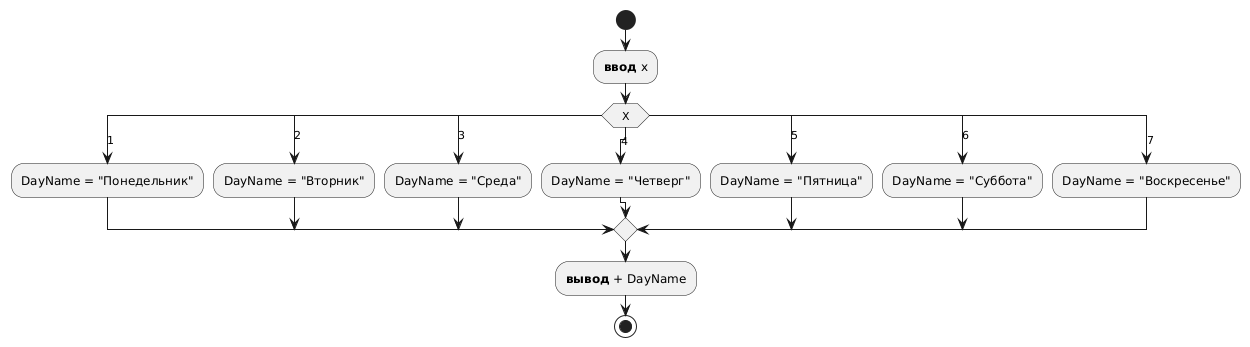 ввод x
X
1
2
3
4
5
6
7
DayName = "Понедельник"
DayName = "Вторник"
DayName = "Среда"
DayName = "Четверг"
DayName = "Пятница"
DayName = "Суббота"
DayName = "Воскресенье"
вывод + DayName